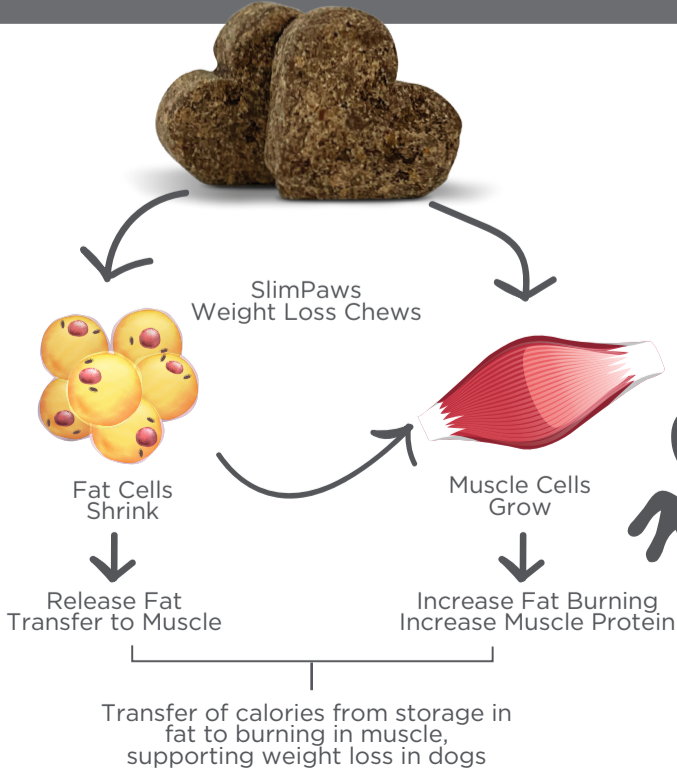 SlimPaws
Weight Loss Chews
Fat Cells
Shrink
Muscle Cells
Grow
Release Fat
Transfer to Muscle
Increase Fat Burning
Increase Muscle Protein
Transfer of calories from storage in
fat to burning in muscle,
supporting weight loss in dogs